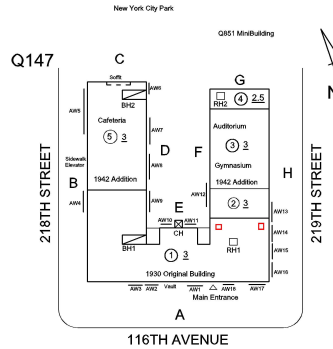 New York City Park
Q851 MiniBuilding
Q147
C
N
Soffit
AW6
G
BH2
RH2
4 2.5
AW5
Cafeteria
AW7
Auditorium
5 3
D
F
3 3
Sidewalk
Elevator
AW8
Gymnasium
H
B
1942 Addition
1942 Addition
AW4
AW9
AW12
2 3
E
AW13
AW10
AW11
AW14
218TH STREET
219TH STREET
BH1
CH
RH1
AW15
1 3
1930 Original Building
AW16
AW3
AW2
Vault
AW1
AW18
AW17
Main Entrance
A
116TH AVENUE